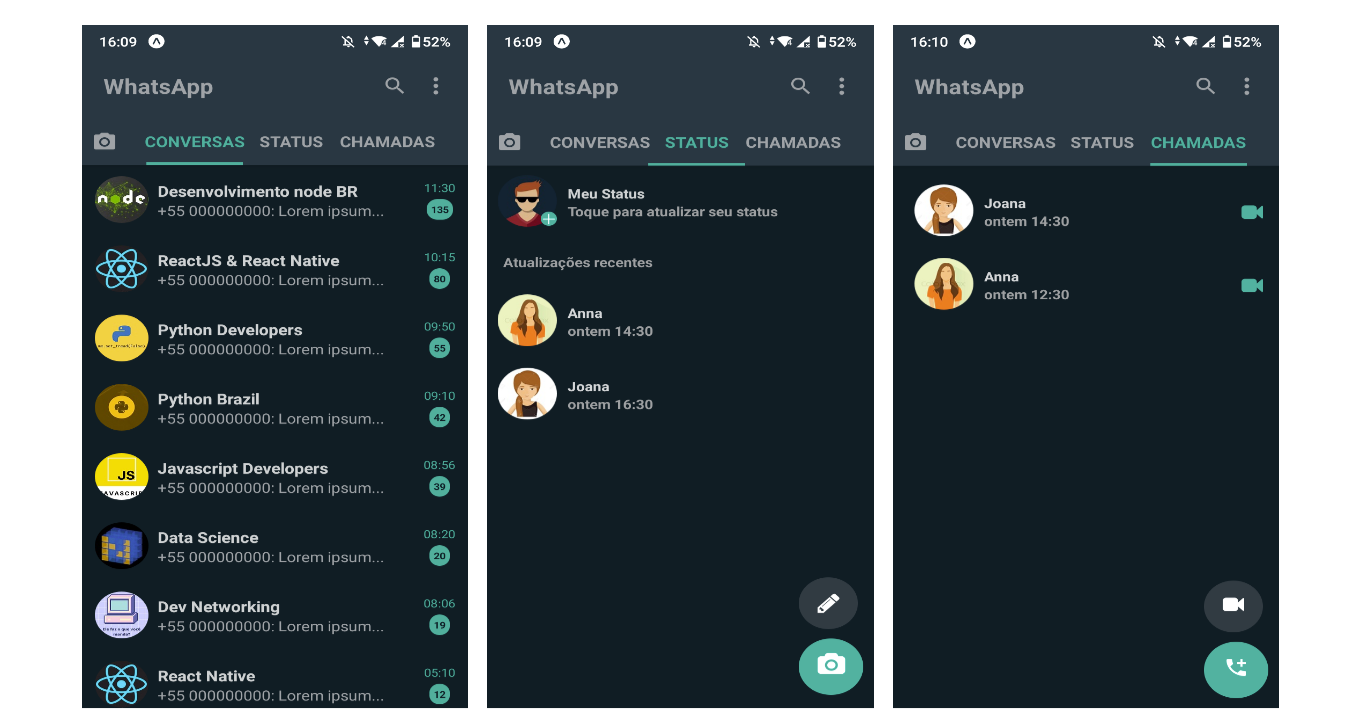 16:09 52%
WhatsApp
CONVERSAS STATUS CHAMADAS
node
Desenvolvimento node BR 11:30
+55 000000000: Lorem ipsum... 135
ReactJS & React Native 10:15
+55 000000000: Lorem ipsum... 80
Python Developers 09:50
+55 000000000: Lorem ipsum... 55
Python Brazil 09:10
+55 000000000: Lorem ipsum... 42
JS
JAVASCRIPT
Javascript Developers 08:56
+55 000000000: Lorem ipsum... 39
Data Science 08:20
+55 000000000: Lorem ipsum... 20
Dev Networking 08:06
+55 000000000: Lorem ipsum... 19
React Native 05:10
+55 000000000: Lorem ipsum... 12
16:09 52%
WhatsApp
CONVERSAS STATUS CHAMADAS
Meu Status
Toque para atualizar seu status
Atualizações recentes
Anna
ontem 14:30
Joana
ontem 16:30
16:10 52%
WhatsApp
CONVERSAS STATUS CHAMADAS
Joana
ontem 14:30
Anna
ontem 12:30